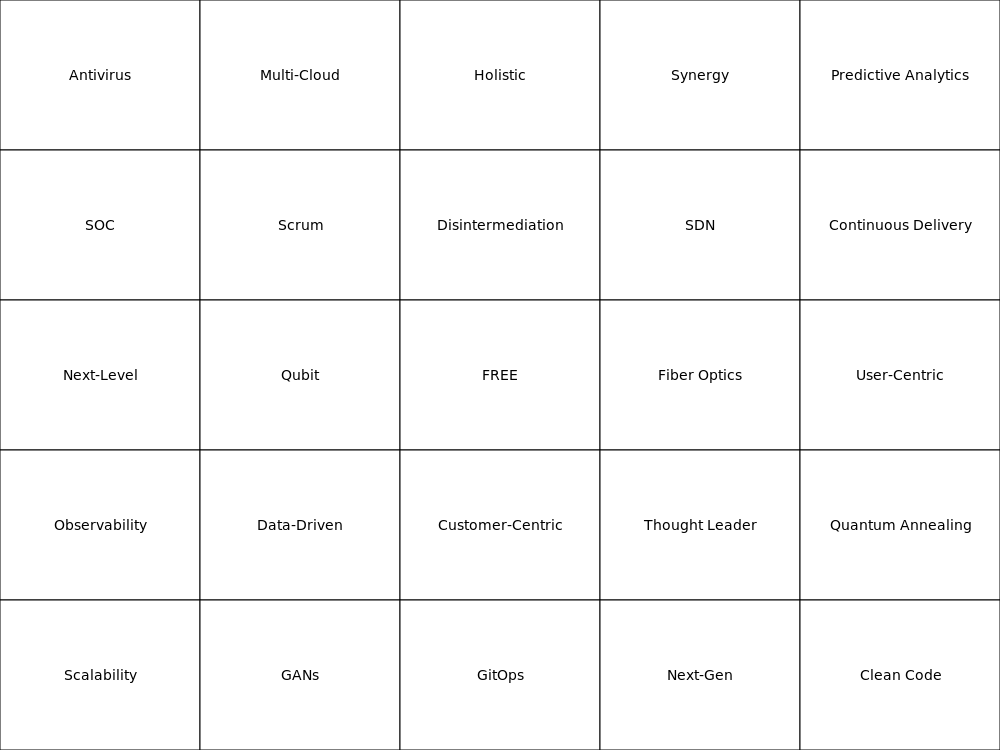 Antivirus
Multi-Cloud
Holistic
Synergy
Predictive Analytics
SOC
Scrum
Disintermediation
SDN
Continuous Delivery
Next-Level
Qubit
FREE
Fiber Optics
User-Centric
Observability
Data-Driven
Customer-Centric
Thought Leader
Quantum Annealing
Scalability
GANs
GitOps
Next-Gen
Clean Code